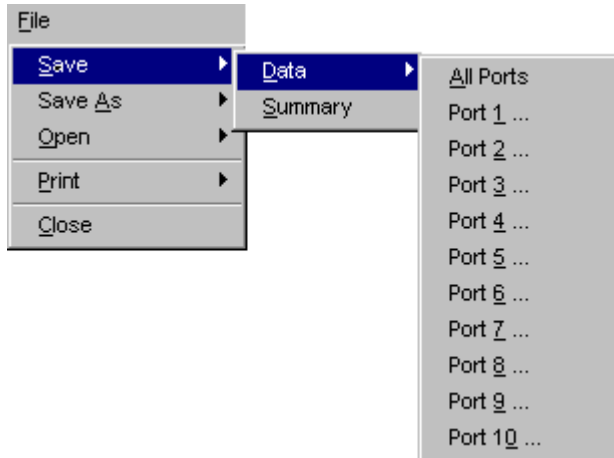 File
Save
Save As
Open
Print
Close
Data
Summary
All Ports
Port 1 ...
Port 2 ...
Port 3 ...
Port 4 ...
Port 5 ...
Port 6 ...
Port 7 ...
Port 8 ...
Port 9 ...
Port 10 ...